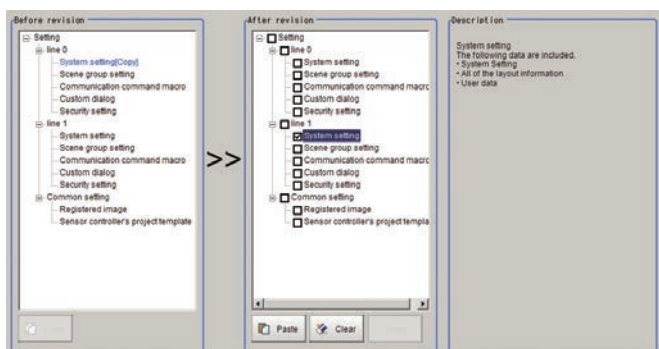 Before revision
Setting
line 0
System setting[Copy]
Scene group setting
Communication command macro
Custom dialog
Security setting
line 1
System setting
Scene group setting
Communication command macro
Custom dialog
Security setting
Common setting
Registered image
Sensor controller's project template
>>
After revision
Setting
line 0
System setting
Scene group setting
Communication command macro
Custom dialog
Security setting
line 1
System setting
Scene group setting
Communication command macro
Custom dialog
Security setting
Common setting
Registered image
Sensor controller's project templa
Paste
Clear
Description
System setting
The following data are included.
• System Setting
• All of the layout information
• User data